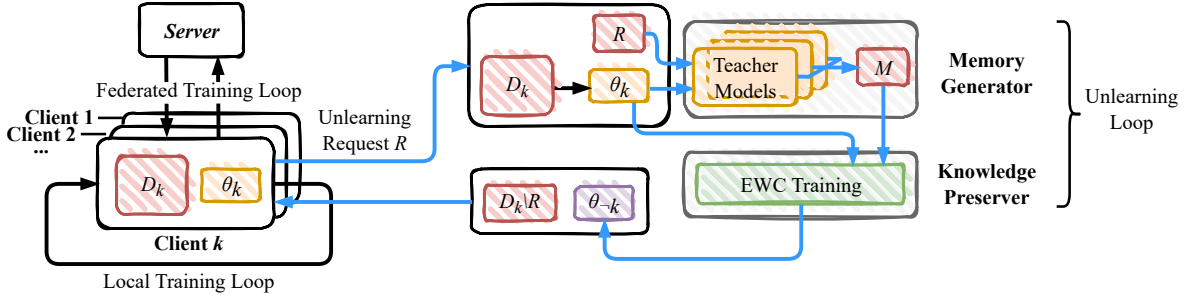 Server
Federated Training Loop
Client 1
Client 2
...
D_k
θ_k
Client k
Local Training Loop
Unlearning
Request R
R
D_k
θ_k
Teacher
Models
M
Memory
Generator
EWC Training
Knowledge
Preserver
Unlearning
Loop
D_k\R
θ_¬k